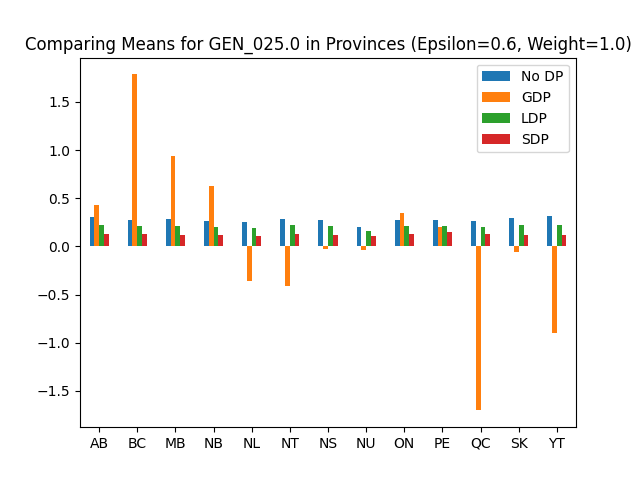 Comparing Means for GEN_025.0 in Provinces (Epsilon=0.6, Weight=1.0)
No DP
GDP
LDP
SDP
1.5
1.0
0.5
0.0
−0.5
−1.0
−1.5
AB BC MB NB NL NT NS NU ON PE QC SK YT